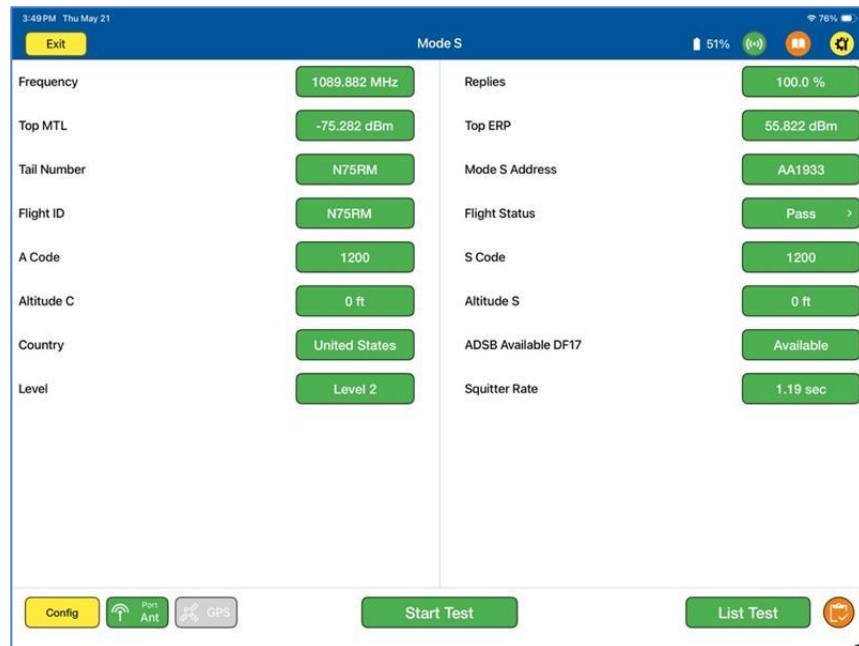 3:49 PM Thu May 21
76%
Exit
Mode S
51%
Frequency
1089.882 MHz
Replies
100.0 %
Top MTL
-75.282 dBm
Top ERP
55.822 dBm
Tail Number
N75RM
Mode S Address
AA1933
Flight ID
N75RM
Flight Status
Pass >
A Code
1200
S Code
1200
Altitude C
0 ft
Altitude S
0 ft
Country
United States
ADSB Available DF17
Available
Level
Level 2
Squitter Rate
1.19 sec
Config
Port
Ant
GPS
Start Test
List Test